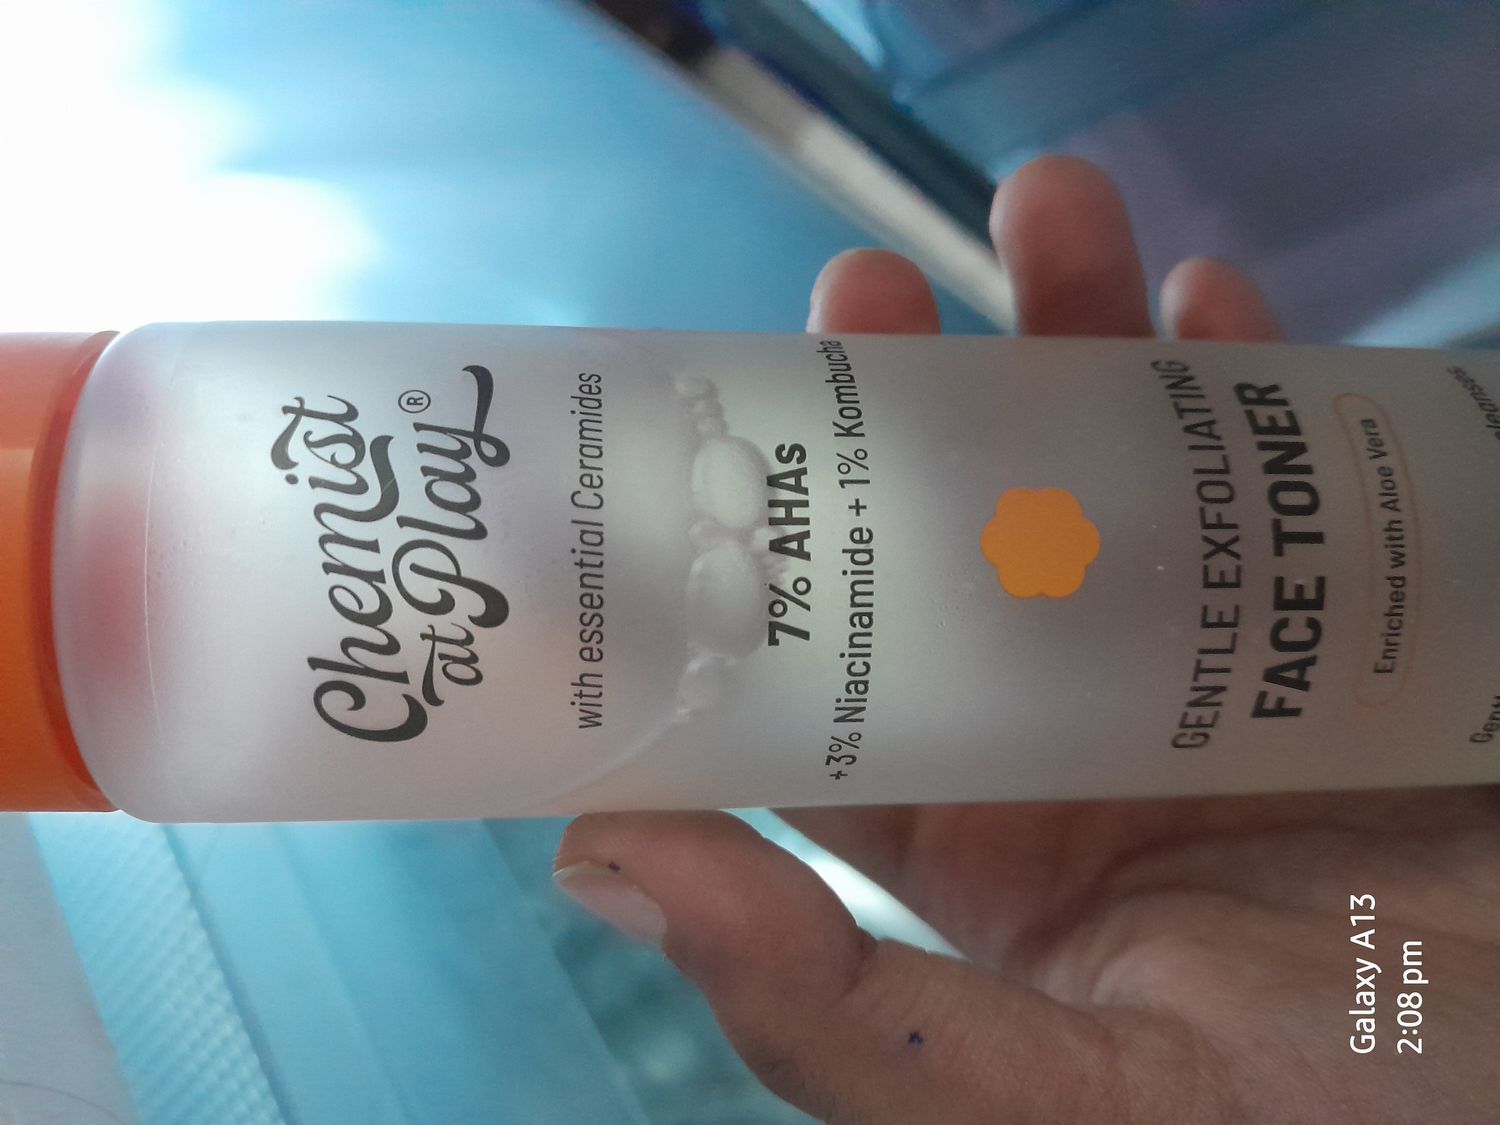 Chemist
at Play®
with essential Ceramides
7% AHAs
+3% Niacinamide + 1% Kombucha
GENTLE EXFOLIATING
FACE TONER
Enriched with Aloe Vera
Galaxy A13
2:08 pm